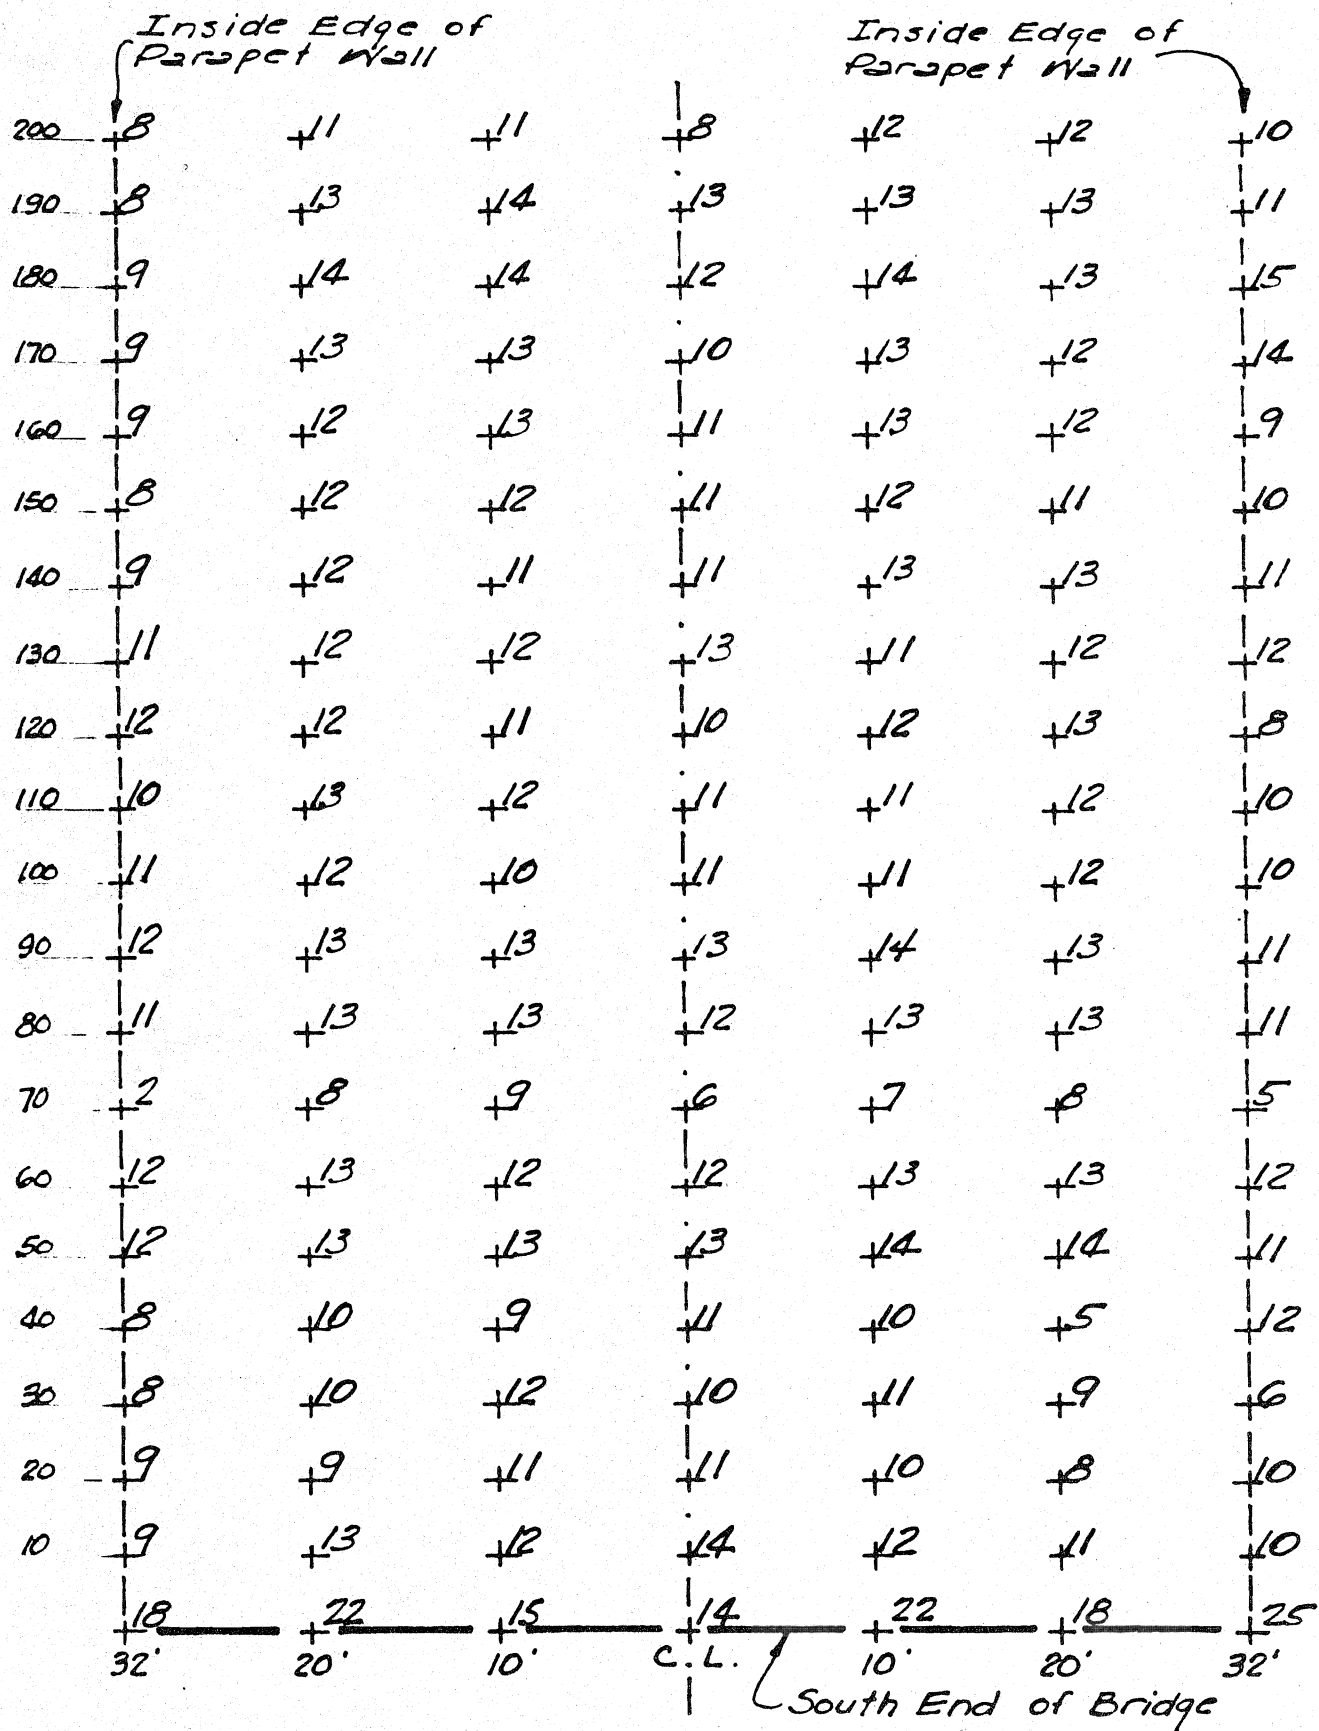 Inside Edge of
Parapet Wall
Inside Edge of
Parapet Wall
200 8 11 11 8 12 12 10
190 8 13 14 13 13 13 11
180 9 14 14 12 14 13 15
170 9 13 13 10 13 12 14
160 9 12 13 11 13 12 9
150 8 12 12 11 12 11 10
140 9 12 11 11 13 13 11
130 11 12 12 13 11 12 12
120 12 12 11 10 12 13 8
110 10 13 12 11 11 12 10
100 11 12 10 11 11 12 10
90 12 13 13 13 14 13 11
80 11 13 13 12 13 13 11
70 2 8 9 6 7 8 5
60 12 13 12 12 13 13 12
50 12 13 13 13 14 14 11
40 8 10 9 11 10 5 12
30 8 10 12 10 11 9 6
20 9 9 11 11 10 8 10
10 9 13 12 14 12 11 10
18 22 15 14 22 18 25
32' 20' 10' C.L. 10' 20' 32'
South End of Bridge